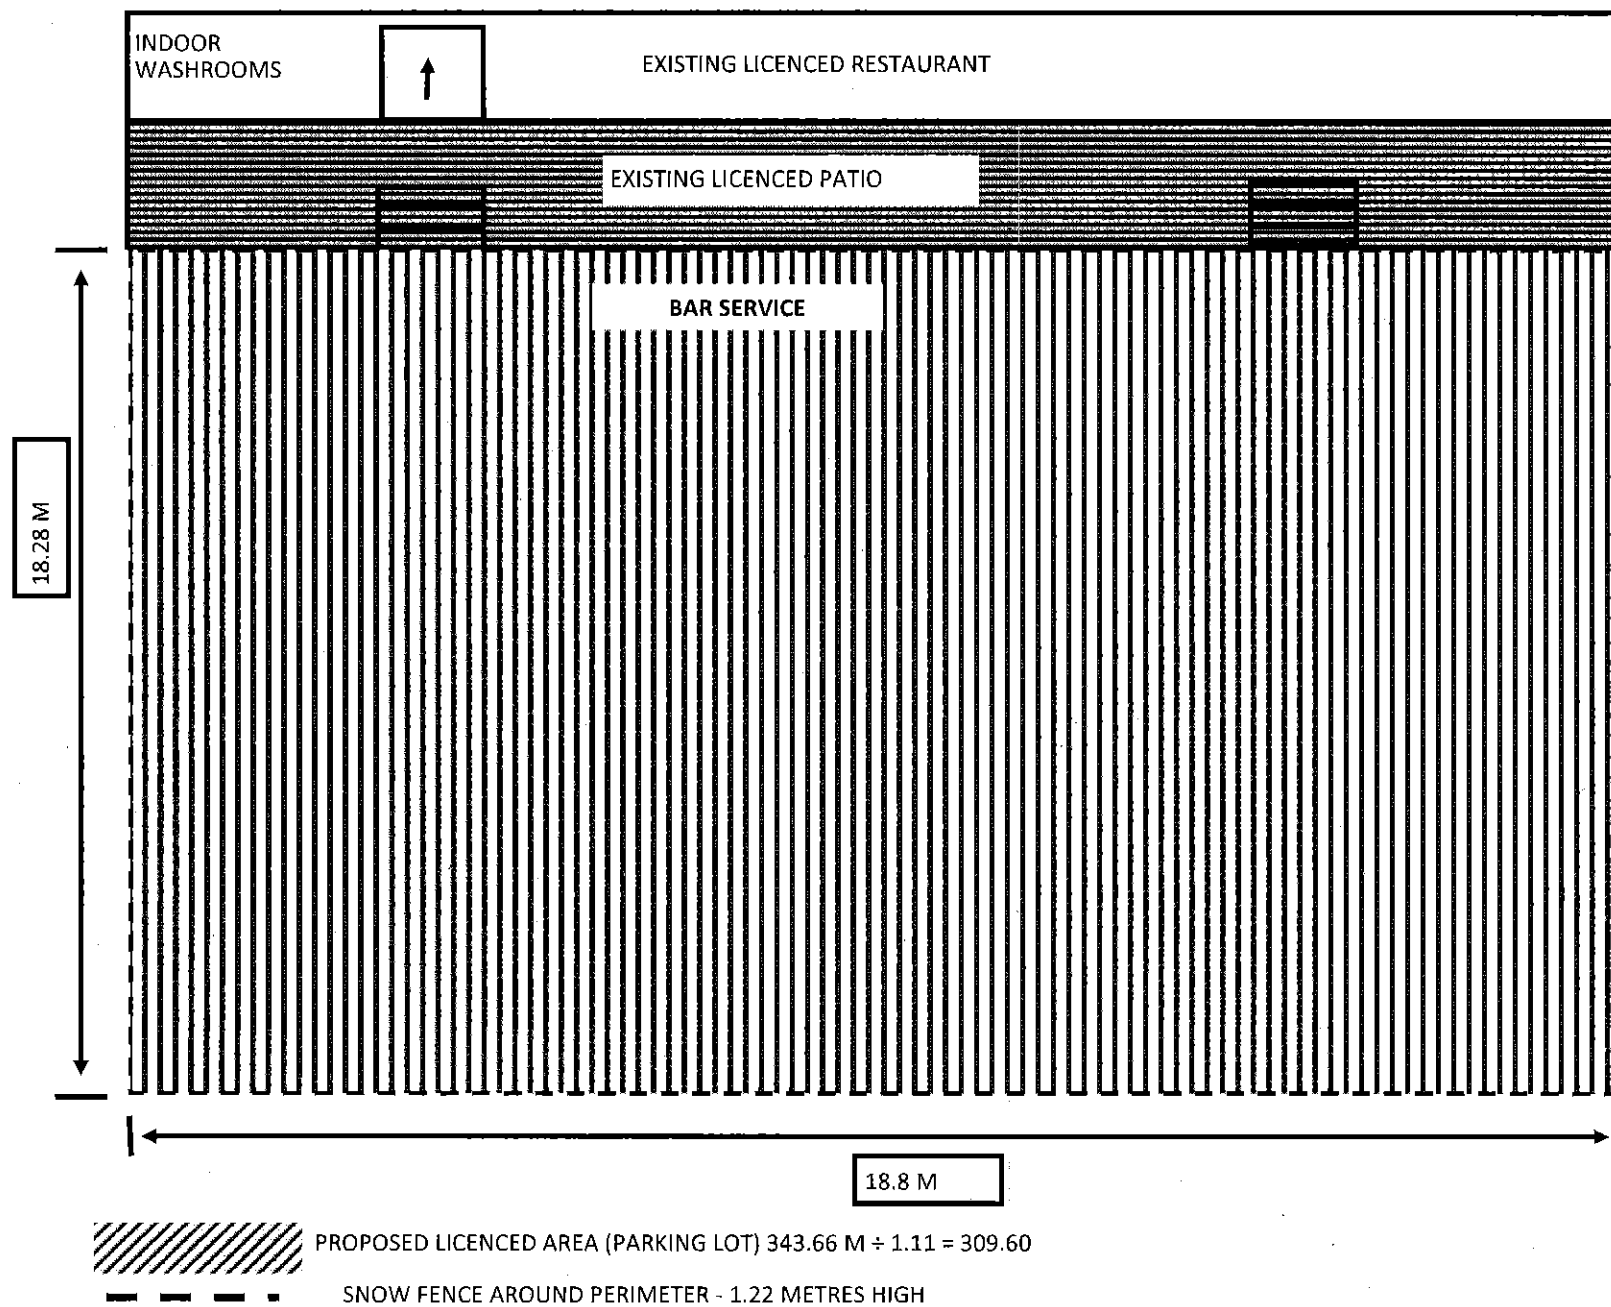 INDOOR
WASHROOMS
EXISTING LICENCED RESTAURANT
EXISTING LICENCED PATIO
BAR SERVICE
18.28 M
18.8 M
PROPOSED LICENCED AREA (PARKING LOT) 343.66 M ÷ 1.11 = 309.60
SNOW FENCE AROUND PERIMETER - 1.22 METRES HIGH